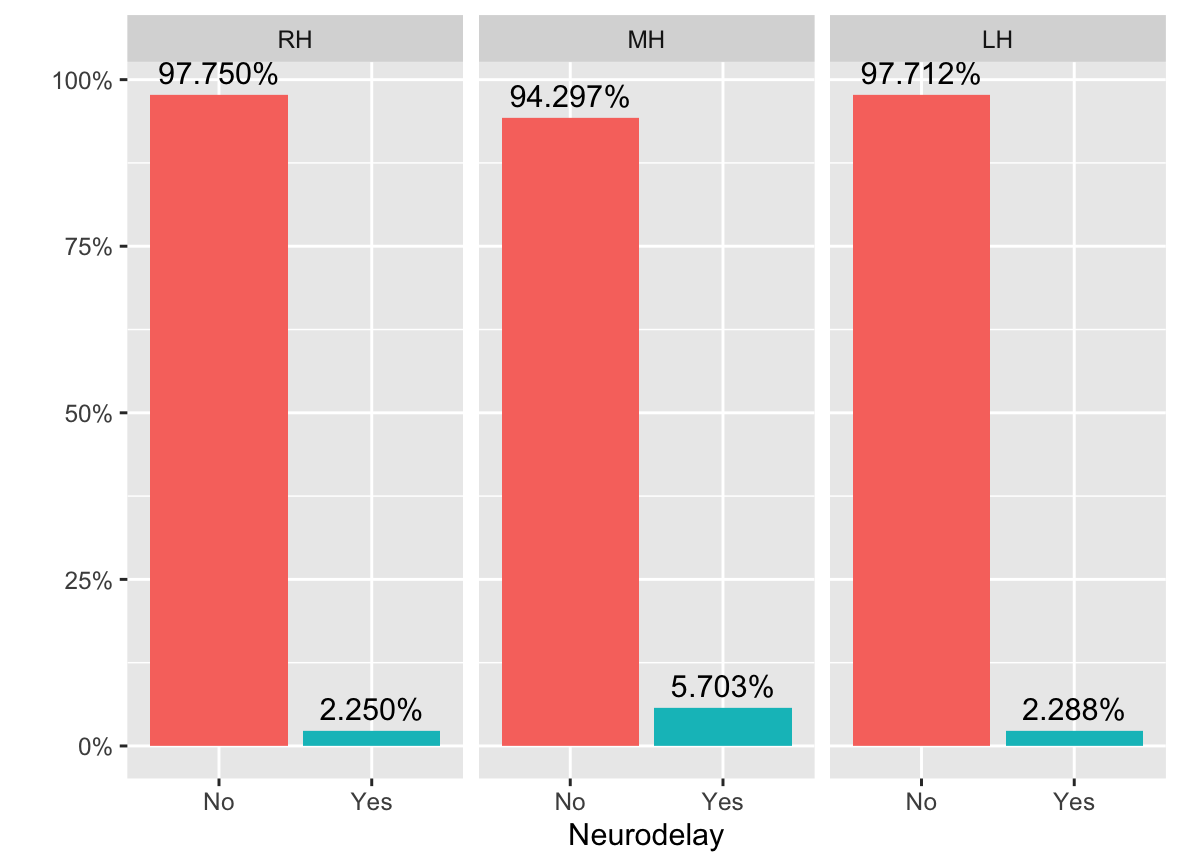 RH MH LH
100%
75%
50%
25%
0%
97.750% 94.297% 97.712%
2.250% 5.703% 2.288%
No Yes No Yes No Yes
Neurodelay